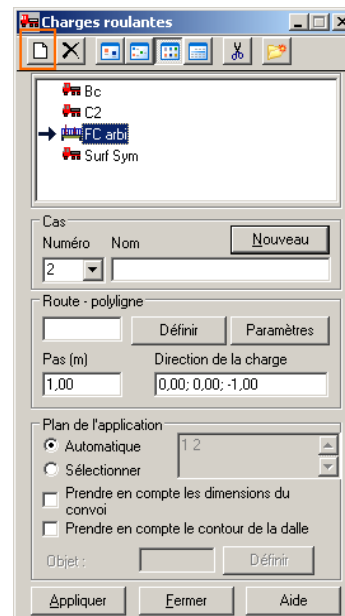 Charges roulantes
Bc
C2
FC arbi
Surf Sym
Cas
Numéro Nom Nouveau
2
Route - polyligne
Définir Paramètres
Pas (m) Direction de la charge
1,00 0,00; 0,00; -1,00
Plan de l'application
Automatique 1 2
Sélectionner
Prendre en compte les dimensions du
convoi
Prendre en compte le contour de la dalle
Objet : Définir
Appliquer Fermer Aide